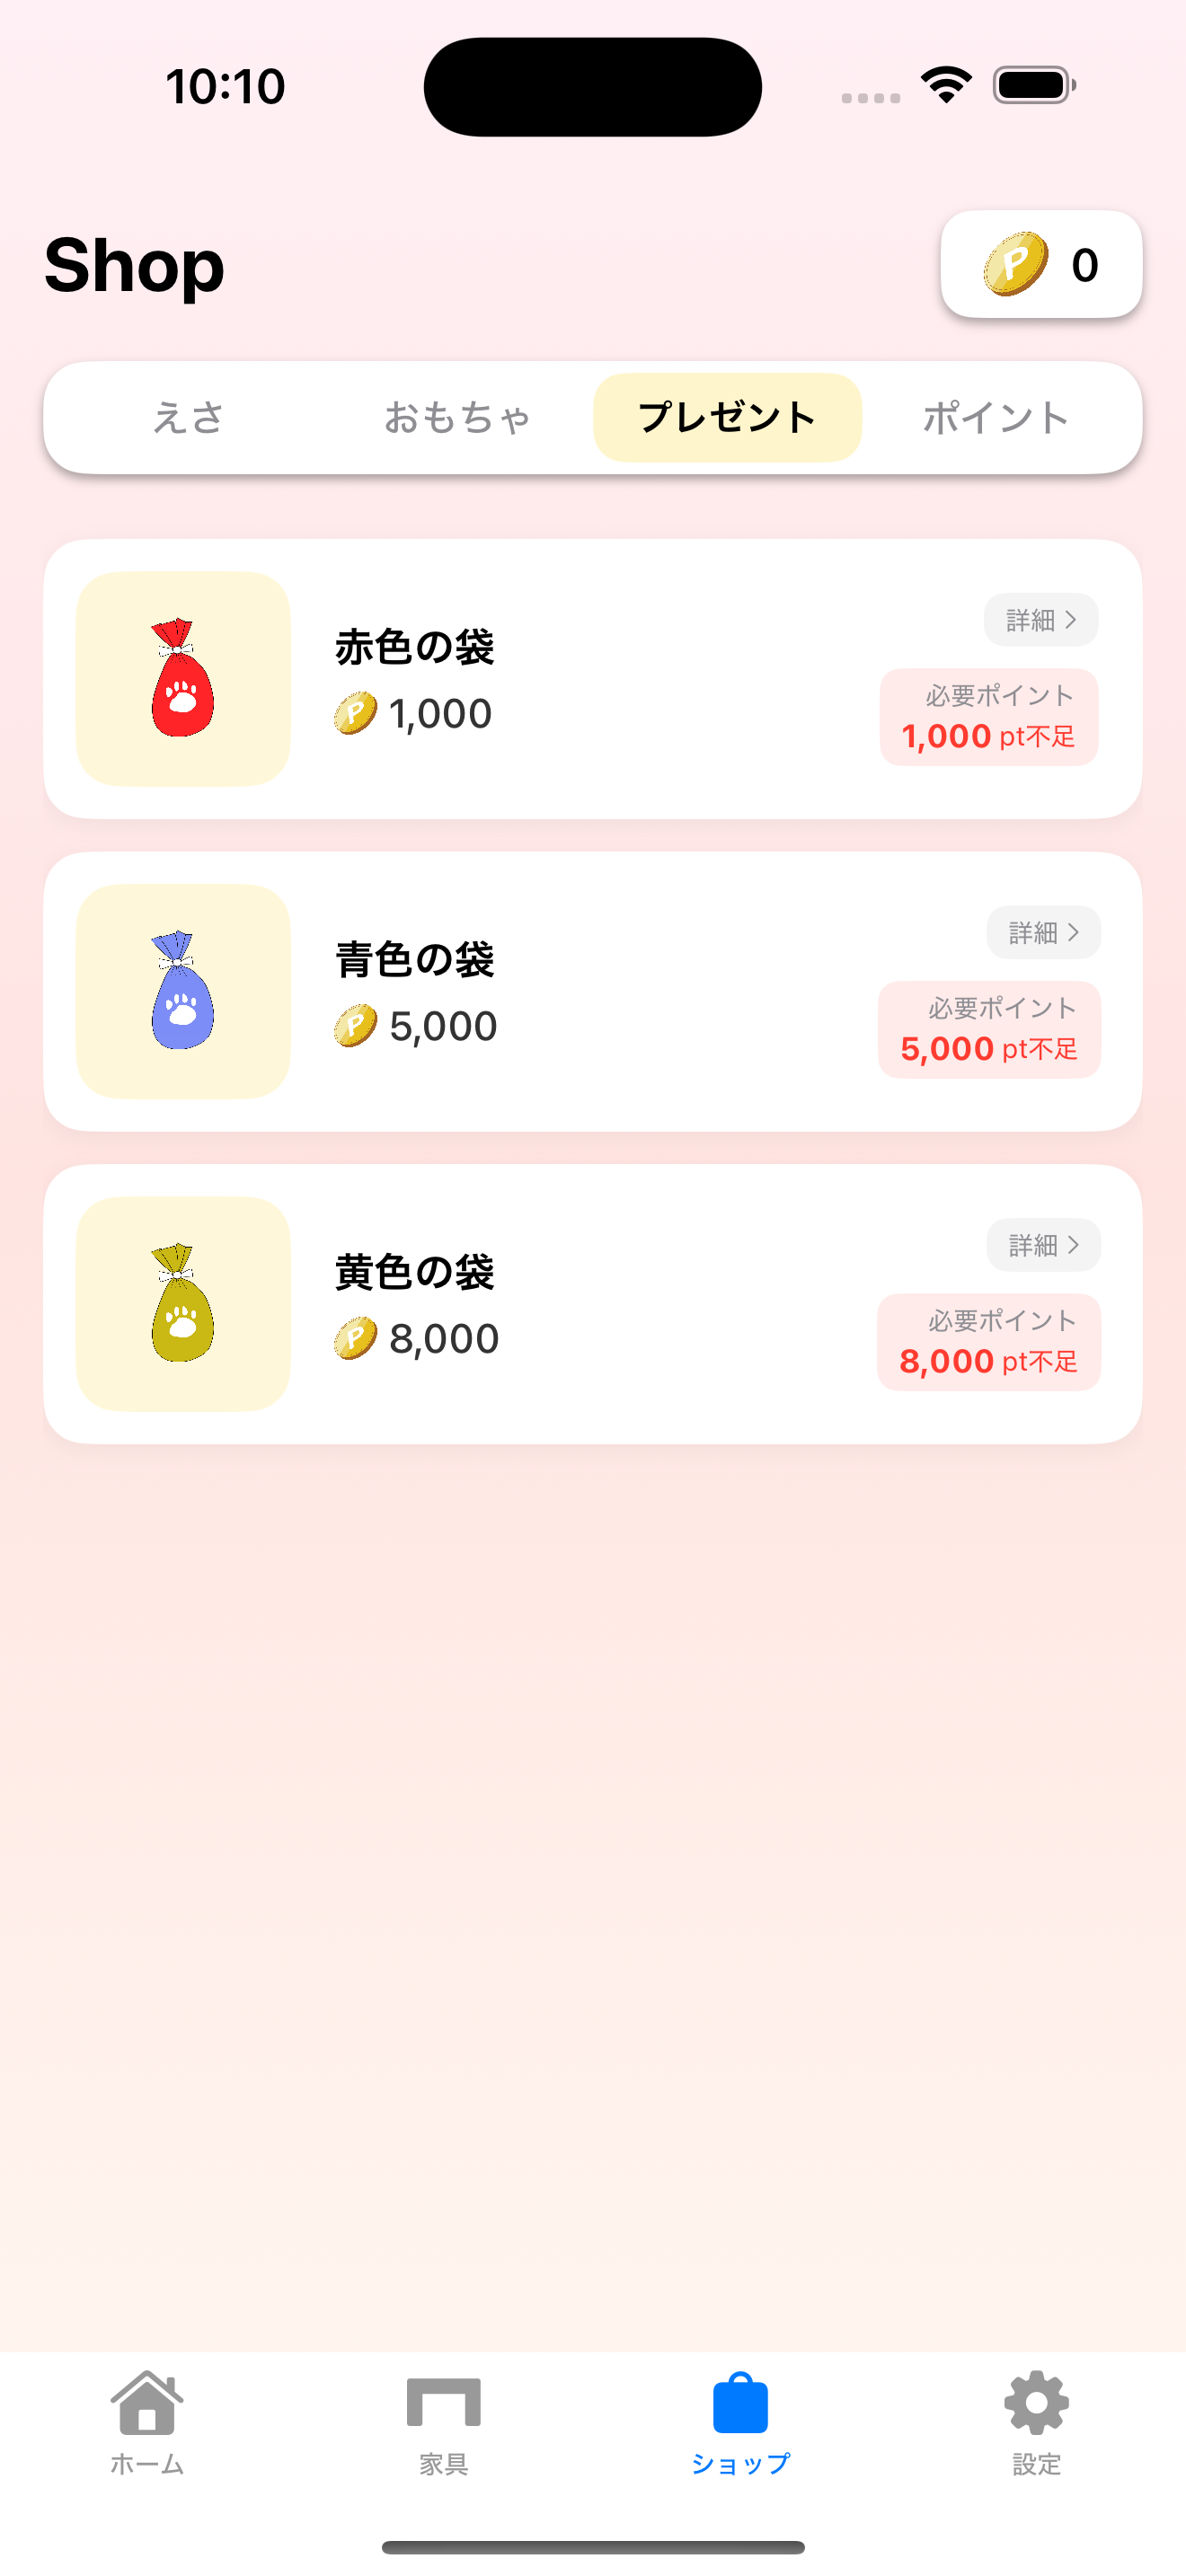 10:10
Shop
P 0
えさ おもちゃ プレゼント ポイント
赤色の袋
P 1,000
詳細 >
必要ポイント
1,000 pt不足
青色の袋
P 5,000
詳細 >
必要ポイント
5,000 pt不足
黄色の袋
P 8,000
詳細 >
必要ポイント
8,000 pt不足
ホーム 家具 ショップ 設定